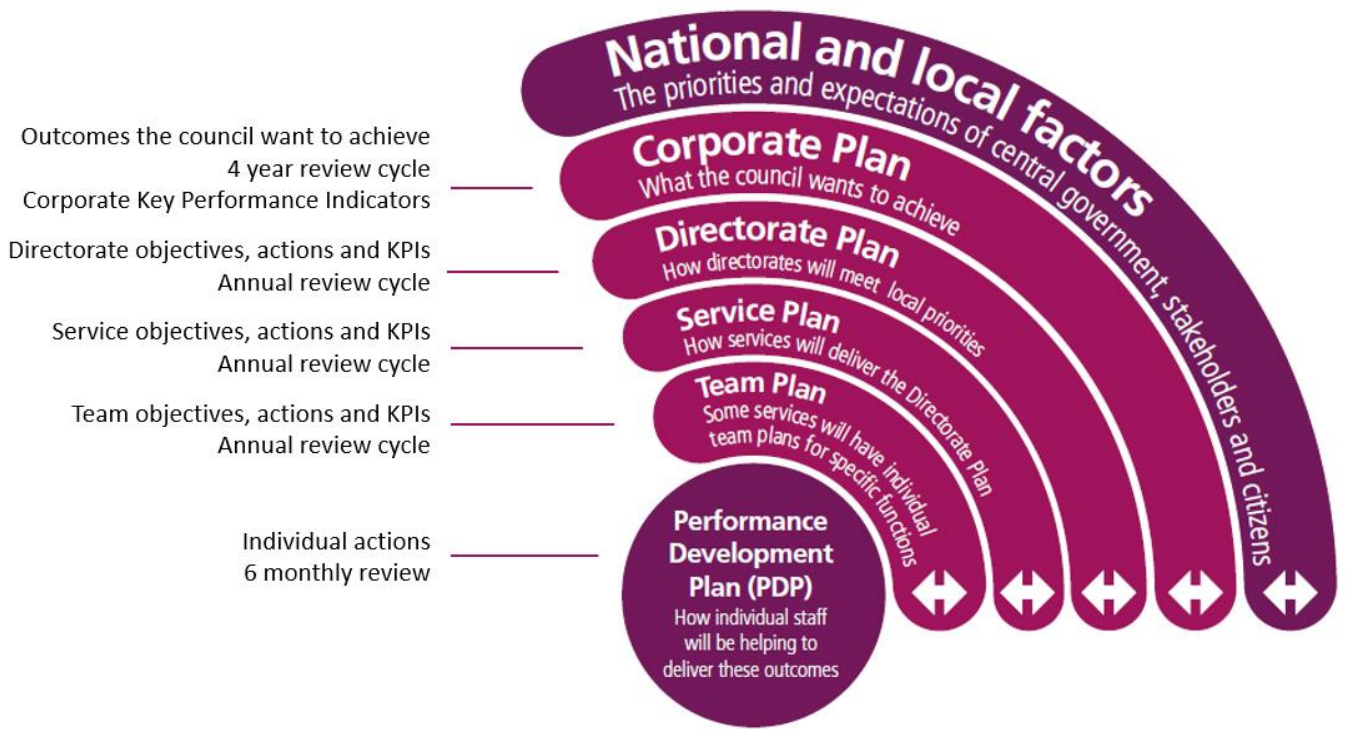 National and local factors
The priorities and expectations of central government, stakeholders and citizens
Outcomes the council want to achieve
4 year review cycle
Corporate Key Performance Indicators
Corporate Plan
What the council wants to achieve
Directorate objectives, actions and KPIs
Annual review cycle
Directorate Plan
How directorates will meet local priorities
Service objectives, actions and KPIs
Annual review cycle
Service Plan
How services will deliver the Directorate Plan
Team objectives, actions and KPIs
Annual review cycle
Team Plan
Some services will have individual
team plans for specific functions
Individual actions
6 monthly review
Performance
Development
Plan (PDP)
How individual staff
will be helping to
deliver these outcomes